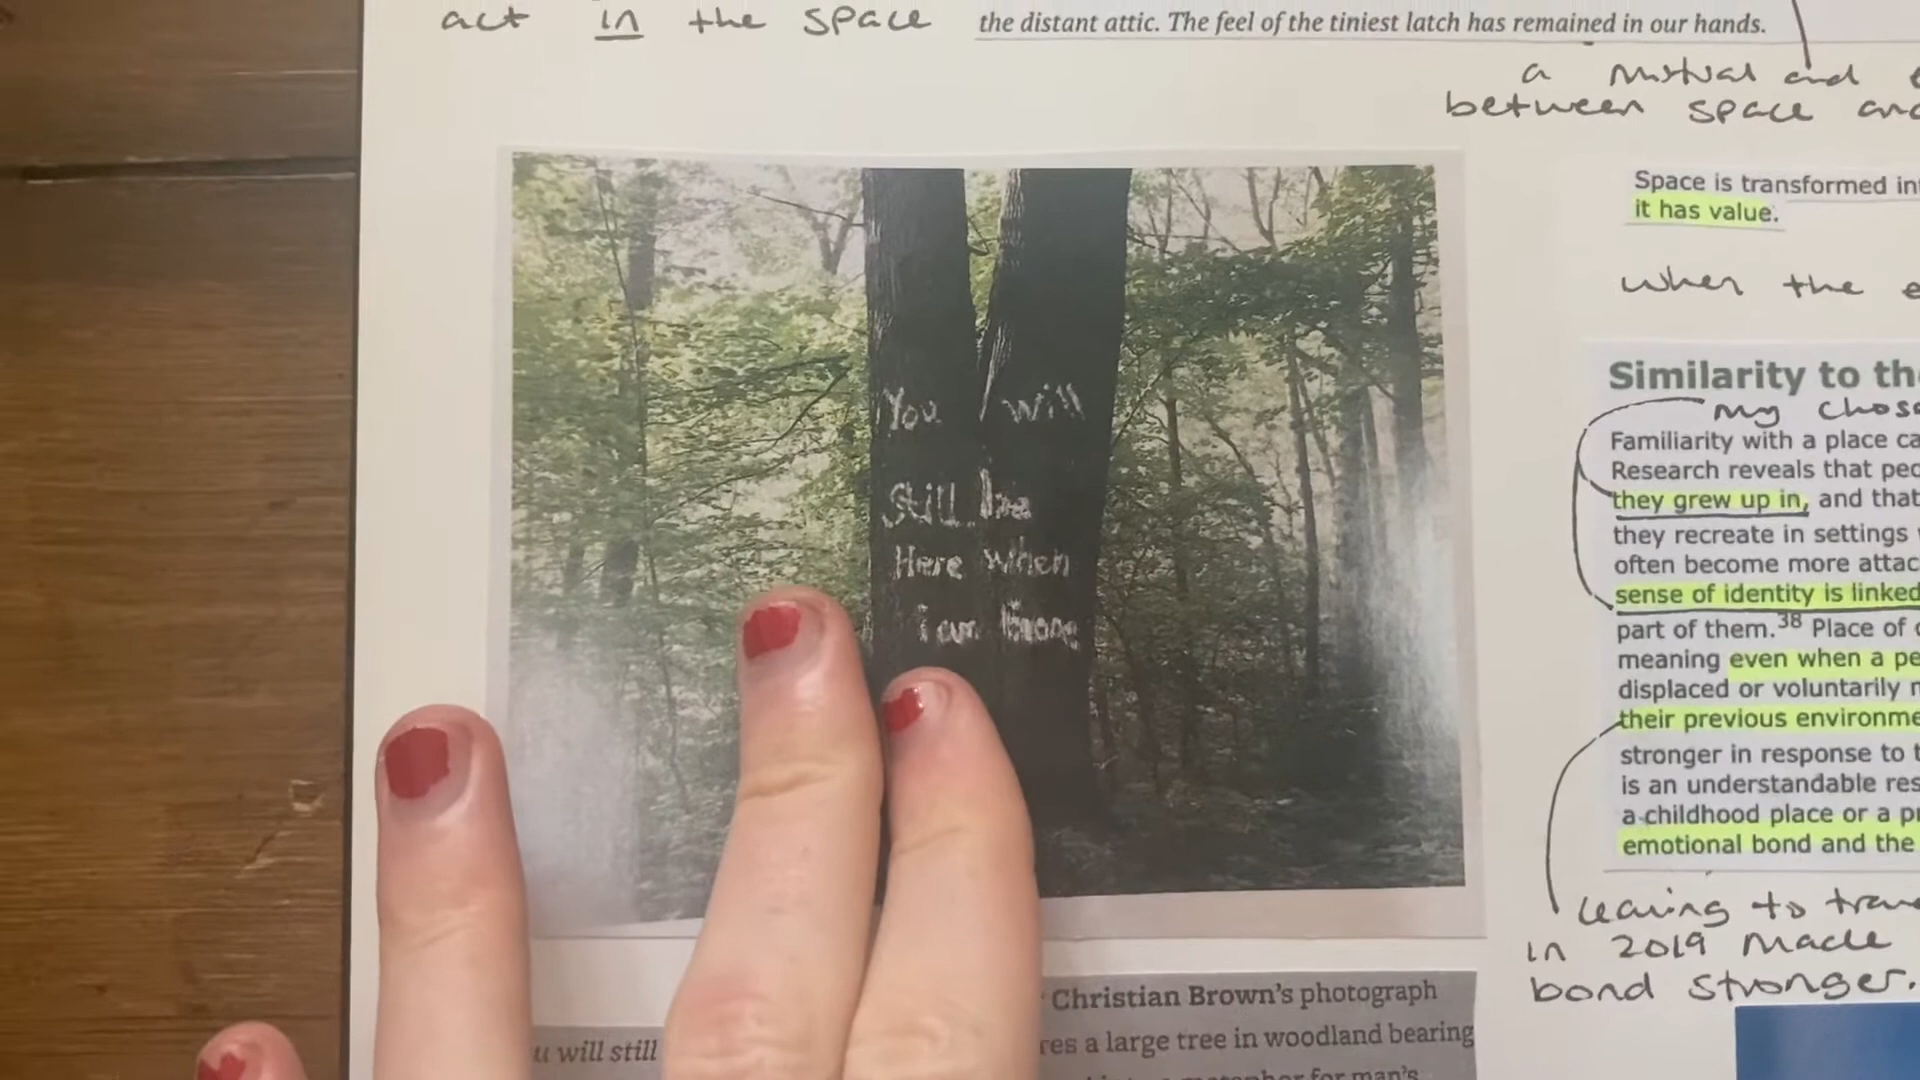 act in the space
the distant attic. The feel of the tiniest latch has remained in our hands.
a mutual and
between space and
Space is transformed int
it has value.
when the e
You will
Still
Here when
i am
Similarity to the
my chose
Familiarity with a place ca
Research reveals that peo
they grew up in, and that
they recreate in settings
often become more attac
sense of identity is linked
part of them.38 Place of
meaning even when a pe
displaced or voluntarily
their previous environme
stronger in response to t
is an understandable res
a childhood place or a p
emotional bond and the
leaving to trave
in 2019 made
bond stronger.
Christian Brown's photograph
u will still
res a large tree in woodland bearing
metaphor for man's